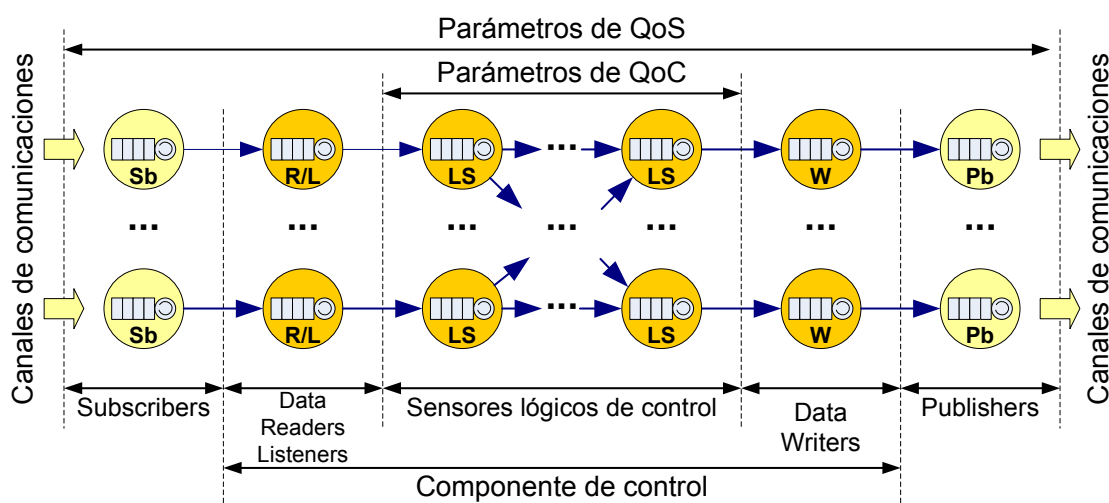 Parámetros de QoS
Parámetros de QoC
Canales de comunicaciones
Sb
R/L
LS
...
LS
W
Pb
...
...
...
...
...
...
...
Sb
R/L
LS
...
LS
W
Pb
Canales de comunicaciones
Subscribers
Data
Readers
Listeners
Sensores lógicos de control
Data
Writers
Publishers
Componente de control